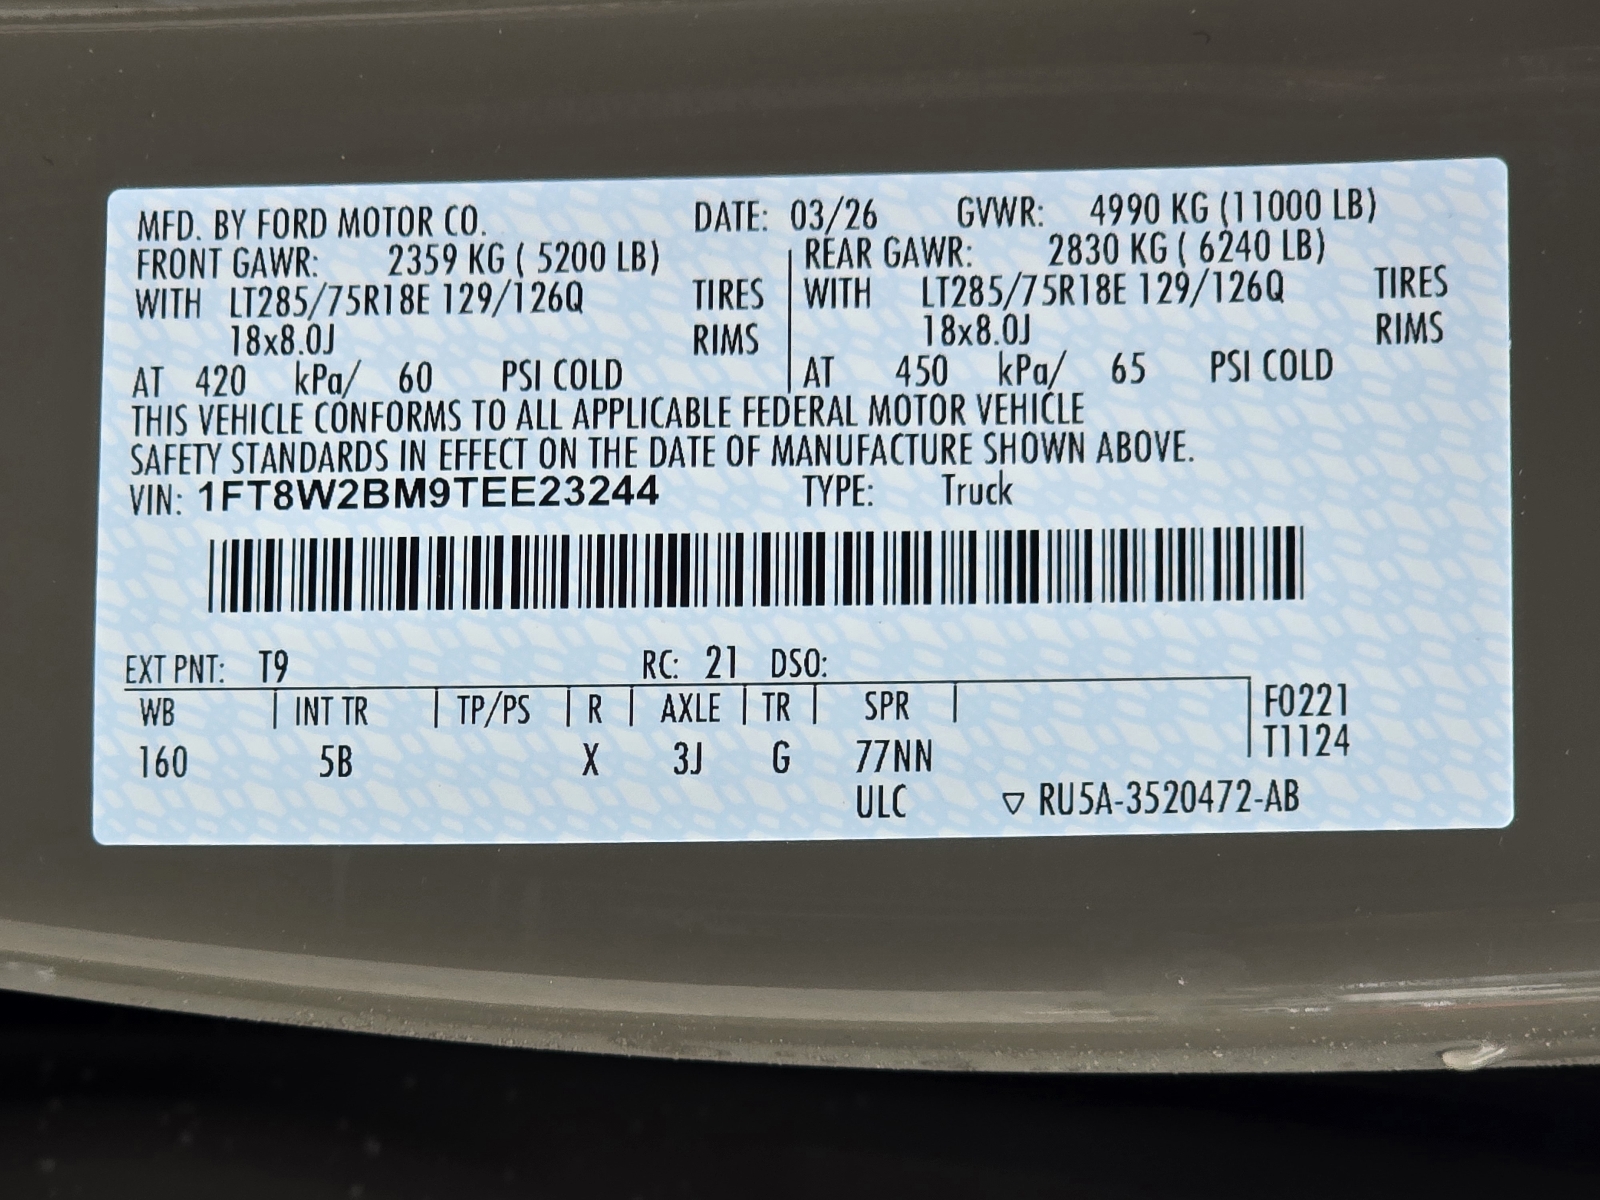 MFD. BY FORD MOTOR CO. DATE: 03/26 GVWR: 4990 KG (11000 LB)
FRONT GAWR: 2359 KG ( 5200 LB) REAR GAWR: 2830 KG ( 6240 LB)
WITH LT285/75R18E 129/126Q TIRES WITH LT285/75R18E 129/126Q TIRES
18x8.0J RIMS 18x8.0J RIMS
AT 420 kPa/ 60 PSI COLD AT 450 kPa/ 65 PSI COLD
THIS VEHICLE CONFORMS TO ALL APPLICABLE FEDERAL MOTOR VEHICLE
SAFETY STANDARDS IN EFFECT ON THE DATE OF MANUFACTURE SHOWN ABOVE.
VIN: 1FT8W2BM9TEE23244 TYPE: Truck
EXT PNT: T9 RC: 21 DSO:
WB INT TR TP/PS R AXLE TR SPR F0221
T1124
160 5B X 3J G 77NN
ULC ▽ RU5A-3520472-AB